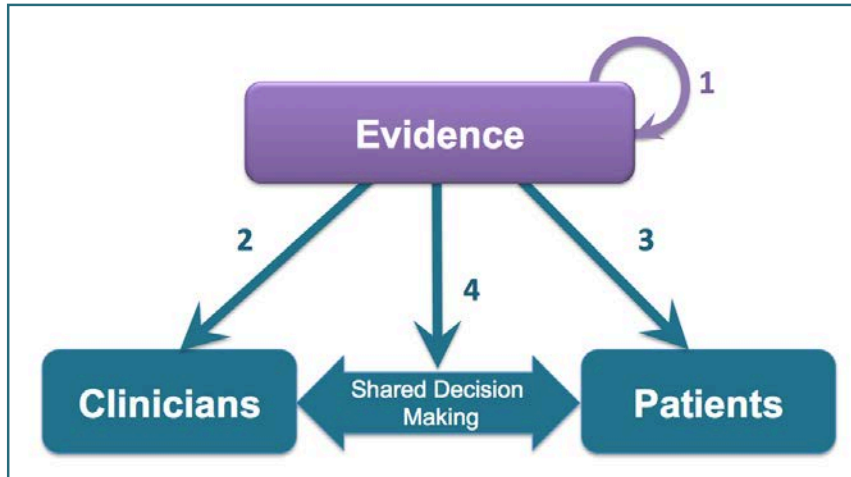 1
Evidence
2
3
4
Clinicians
Shared Decision
Making
Patients